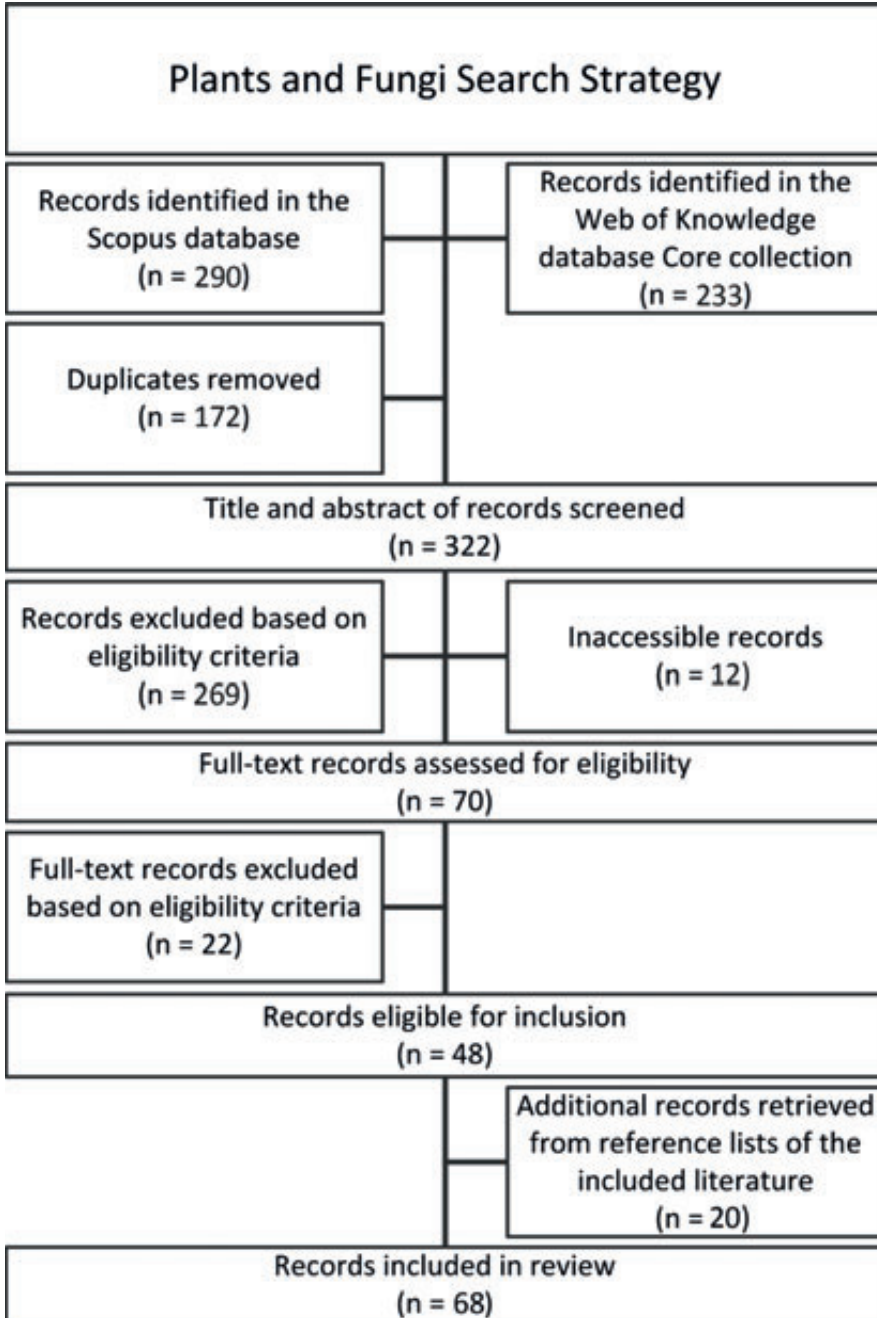 Plants and Fungi Search Strategy
Records identified in the
Scopus database
(n = 290)
Records identified in the
Web of Knowledge
database Core collection
(n = 233)
Duplicates removed
(n = 172)
Title and abstract of records screened
(n = 322)
Records excluded based on
eligibility criteria
(n = 269)
Inaccessible records
(n = 12)
Full-text records assessed for eligibility
(n = 70)
Full-text records excluded
based on eligibility criteria
(n = 22)
Records eligible for inclusion
(n = 48)
Additional records retrieved
from reference lists of the
included literature
(n = 20)
Records included in review
(n = 68)